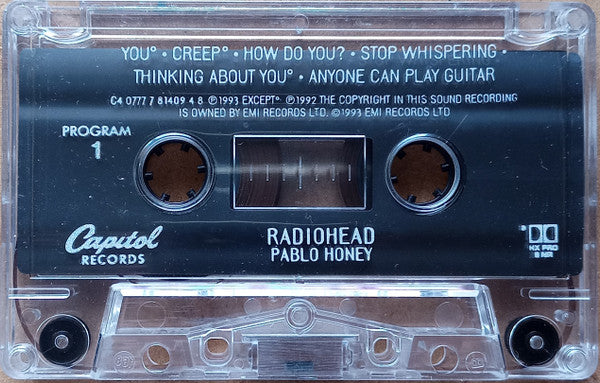 YOU° • CREEP° • HOW DO YOU? • STOP WHISPERING •
THINKING ABOUT YOU° • ANYONE CAN PLAY GUITAR
C4 0777 7 81409 4 8 ℗1993 EXCEPT° ℗1992 THE COPYRIGHT IN THIS SOUND RECORDING
IS OWNED BY EMI RECORDS LTD. ©1993 EMI RECORDS LTD
PROGRAM
1
Capitol
RECORDS
RADIOHEAD
PABLO HONEY
HX PRO
B NR